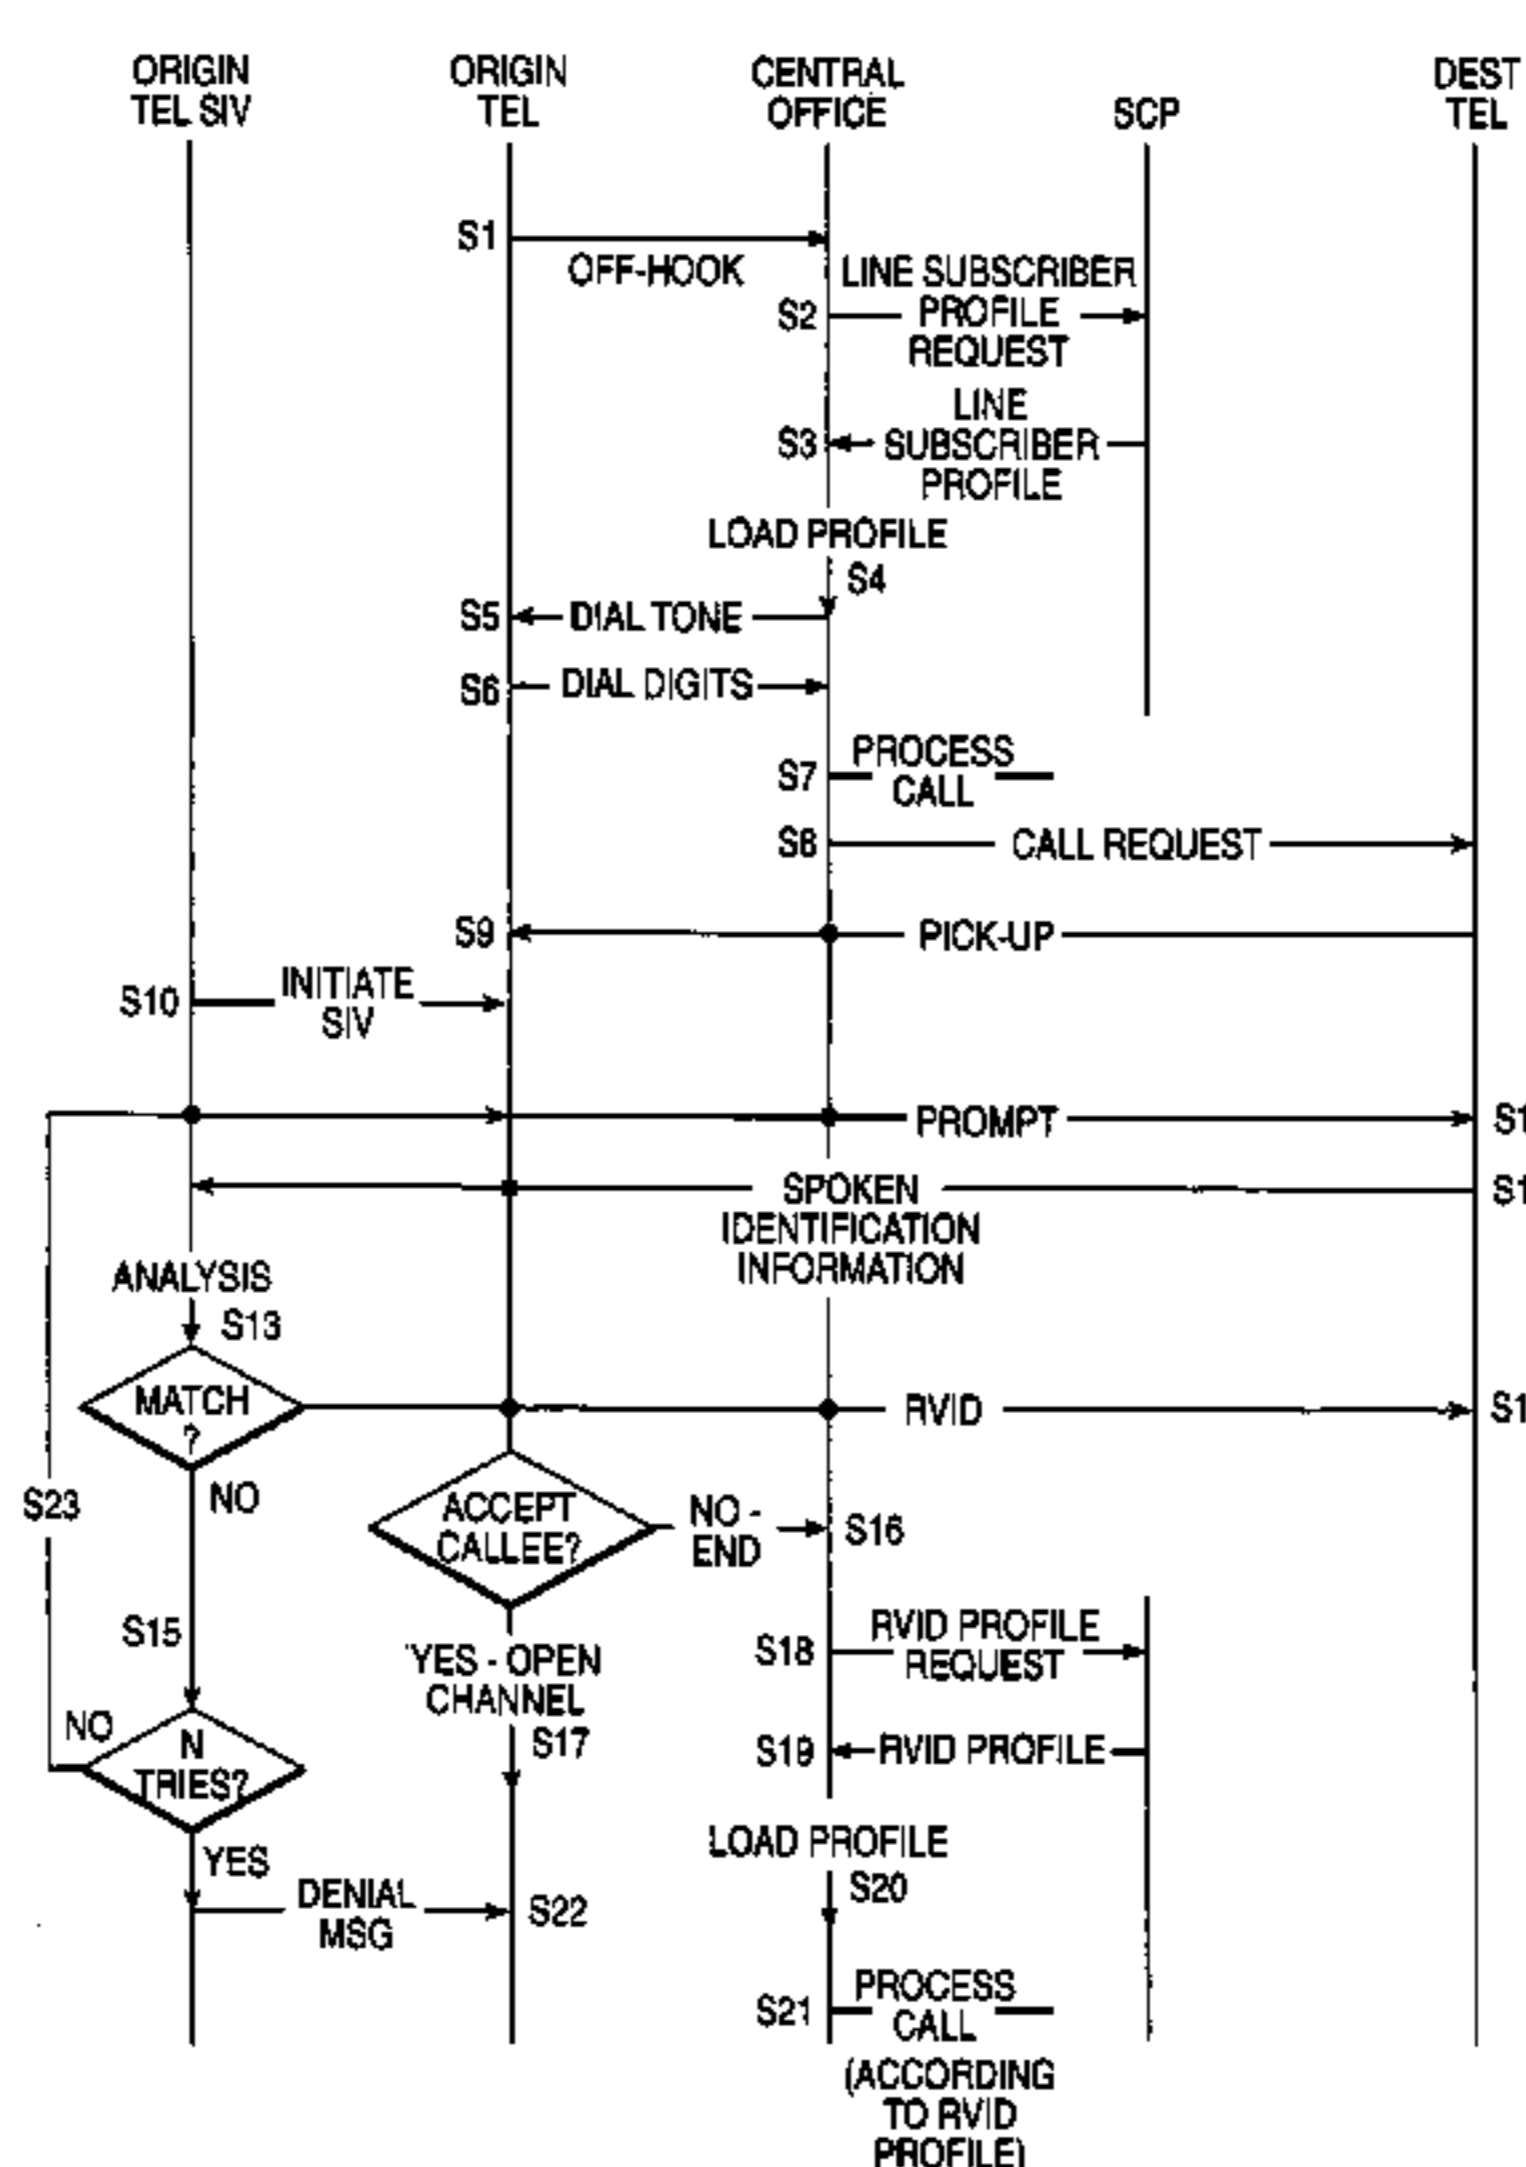 ORIGIN
TEL SIV
ORIGIN
TEL
CENTRAL
OFFICE
SCP
DEST
TEL
S1
OFF-HOOK
S2
LINE SUBSCRIBER
PROFILE
REQUEST
S3
LINE
SUBSCRIBER
PROFILE
LOAD PROFILE
S4
S5
DIAL TONE
S6
DIAL DIGITS
S7
PROCESS
CALL
S8
CALL REQUEST
S9
PICK-UP
S10
INITIATE
SIV
PROMPT
S1
SPOKEN
IDENTIFICATION
INFORMATION
S1
ANALYSIS
S13
MATCH
?
RVID
S1
NO
S23
ACCEPT
CALLEE?
NO -
END
S16
S15
YES - OPEN
CHANNEL
S17
S18
RVID PROFILE
REQUEST
NO
N
TRIES?
S19
RVID PROFILE
YES
LOAD PROFILE
S20
DENIAL
MSG
S22
S21
PROCESS
CALL
(ACCORDING
TO RVID
PROFILE)